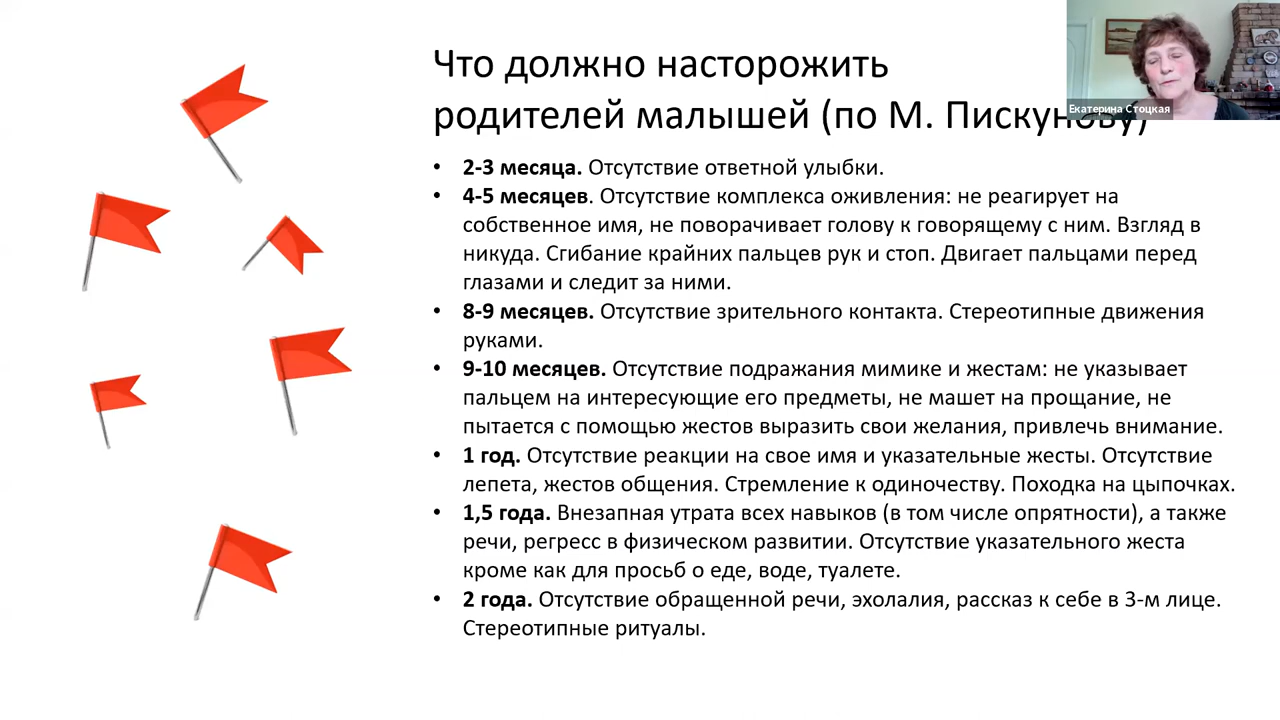 Что должно насторожить
родителей малышей (по М. Пискунову)
Екатерина Стоцкая
• 2-3 месяца. Отсутствие ответной улыбки.
• 4-5 месяцев. Отсутствие комплекса оживления: не реагирует на
собственное имя, не поворачивает голову к говорящему с ним. Взгляд в
никуда. Сгибание крайних пальцев рук и стоп. Двигает пальцами перед
глазами и следит за ними.
• 8-9 месяцев. Отсутствие зрительного контакта. Стереотипные движения
руками.
• 9-10 месяцев. Отсутствие подражания мимике и жестам: не указывает
пальцем на интересующие его предметы, не машет на прощание, не
пытается с помощью жестов выразить свои желания, привлечь внимание.
• 1 год. Отсутствие реакции на свое имя и указательные жесты. Отсутствие
лепета, жестов общения. Стремление к одиночеству. Походка на цыпочках.
• 1,5 года. Внезапная утрата всех навыков (в том числе опрятности), а также
речи, регресс в физическом развитии. Отсутствие указательного жеста
кроме как для просьб о еде, воде, туалете.
• 2 года. Отсутствие обращенной речи, эхолалия, рассказ к себе в 3-м лице.
Стереотипные ритуалы.